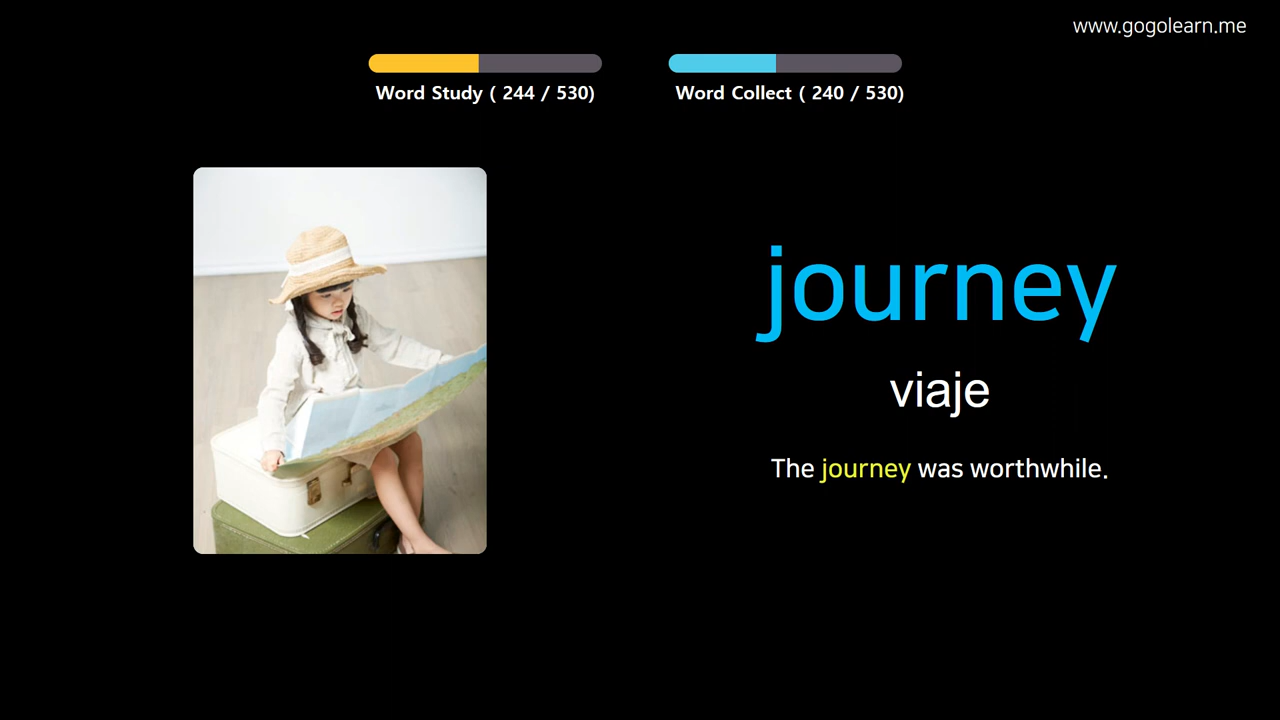 www.gogolearn.me
Word Study ( 244 / 530)
Word Collect ( 240 / 530)
journey
viaje
The journey was worthwhile.